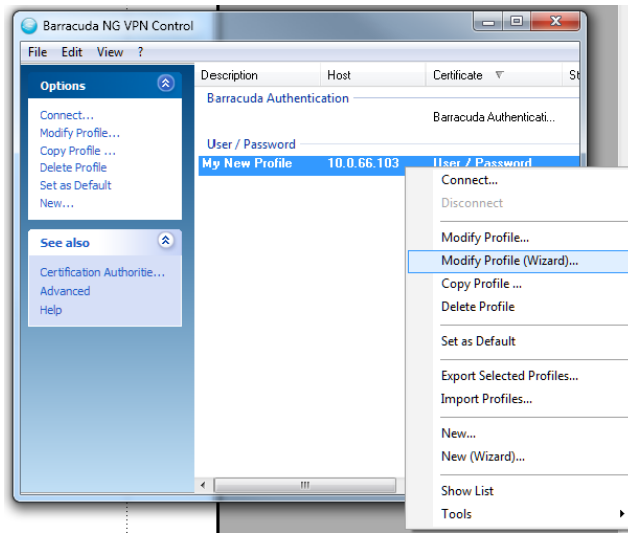 Barracuda NG VPN Control
File Edit View ?
Options
Connect...
Modify Profile...
Copy Profile ...
Delete Profile
Set as Default
New...
See also
Certification Authoritie...
Advanced
Help
Description Host Certificate St
Barracuda Authentication
Barracuda Authenticati...
User / Password
My New Profile 10.0.66.103 User / Password
Connect...
Disconnect
Modify Profile...
Modify Profile (Wizard)...
Copy Profile ...
Delete Profile
Set as Default
Export Selected Profiles...
Import Profiles...
New...
New (Wizard)...
Show List
Tools